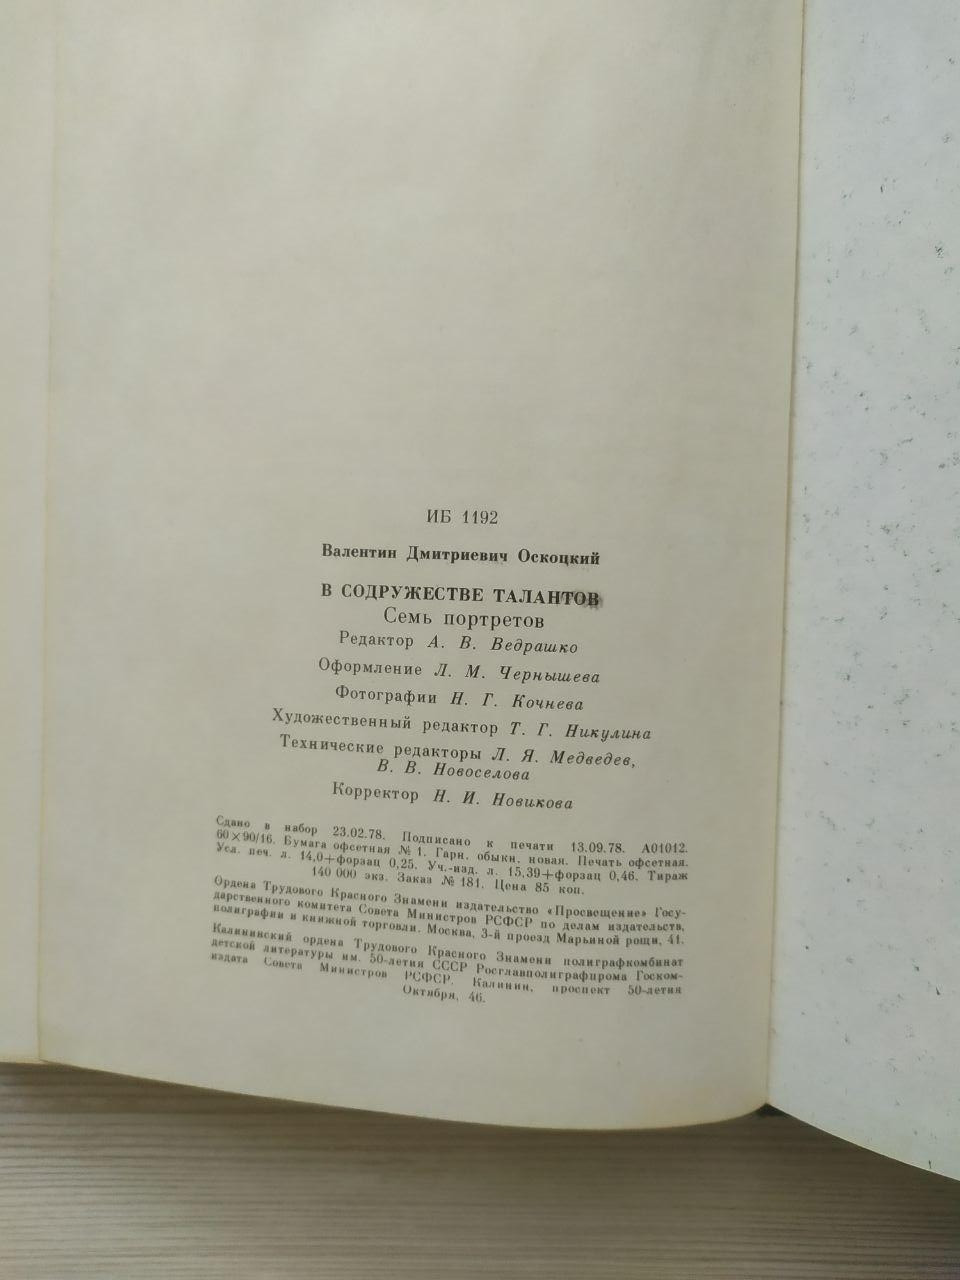 ИБ 1192
Валентин Дмитриевич Оскоцкий
В СОДРУЖЕСТВЕ ТАЛАНТОВ
Семь портретов
Редактор А. В. Ведрашко
Оформление Л. М. Чернышева
Фотографии Н. Г. Кочнева
Художественный редактор Т. Г. Никулина
Технические редакторы Л. Я. Медведев,
В. В. Новоселова
Корректор Н. И. Новикова
Сдано в набор 23.02.78. Подписано к печати 13.09.78. А01012.
60×90/16. Бумага офсетная № 1. Гарн. обыкн. новая. Печать офсетная.
Усл. печ. л. 14,0+форзац 0,25. Уч.-изд. л. 15,39+форзац 0,46. Тираж
140 000 экз. Заказ № 181. Цена 85 коп.
Ордена Трудового Красного Знамени издательство «Просвещение» Госу-
дарственного комитета Совета Министров РСФСР по делам издательств,
полиграфии и книжной торговли. Москва, 3-й проезд Марьиной рощи, 41.
Калининский ордена Трудового Красного Знамени полиграфкомбинат
детской литературы им. 50-летия СССР Росглавполиграфпрома Госком-
издата Совета Министров РСФСР. Калинин, проспект 50-летия
Октября, 46.